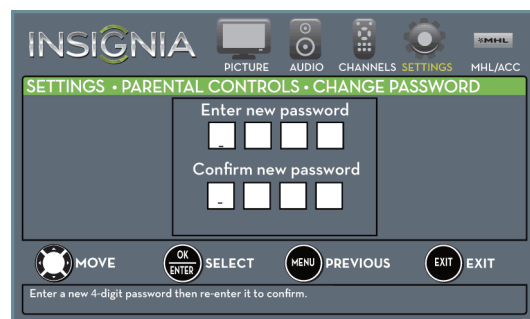 INSIGNIA
PICTURE AUDIO CHANNELS SETTINGS MHL/ACC
MHL
SETTINGS • PARENTAL CONTROLS • CHANGE PASSWORD
Enter new password
_
Confirm new password
_
MOVE OK ENTER SELECT MENU PREVIOUS EXIT EXIT
Enter a new 4-digit password then re-enter it to confirm.